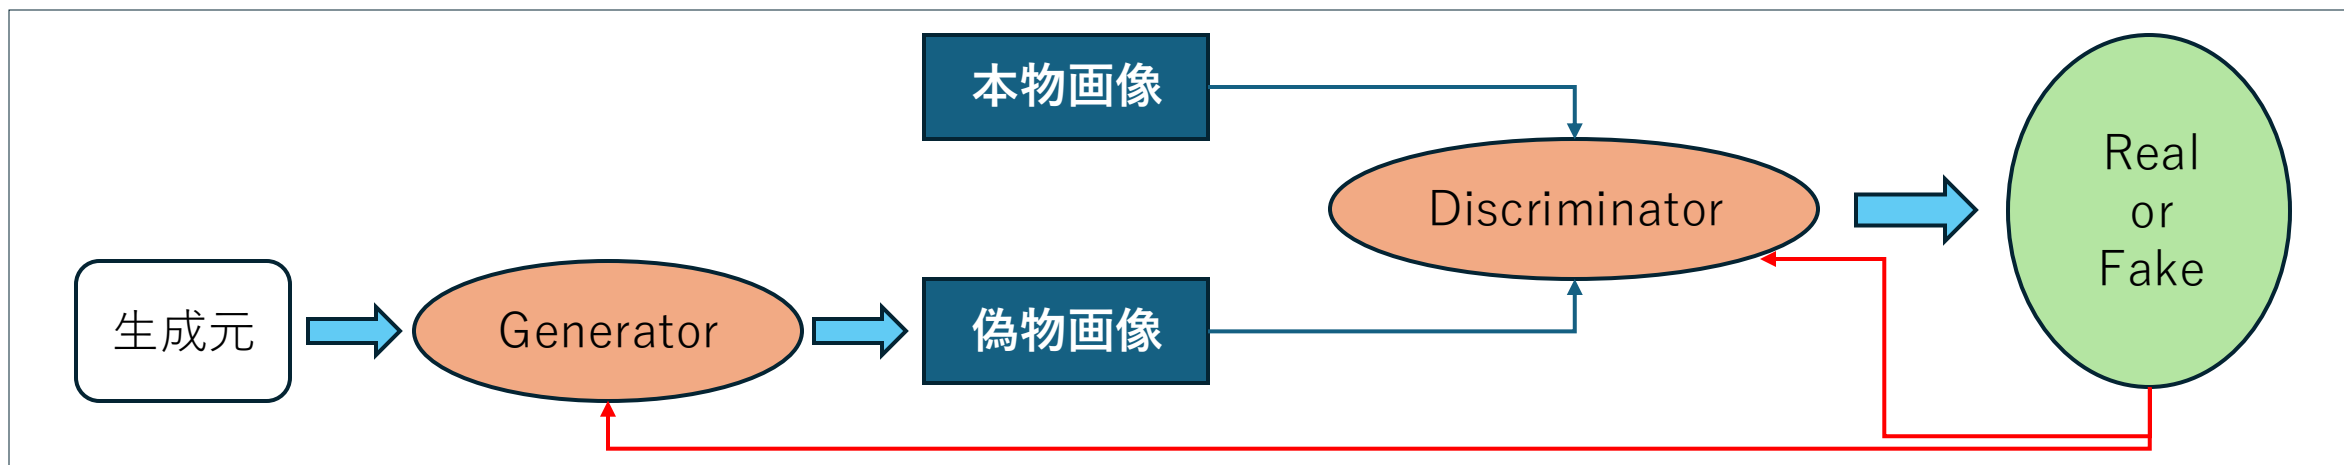 本物画像
Real
or
Fake
Discriminator
生成元
Generator
偽物画像